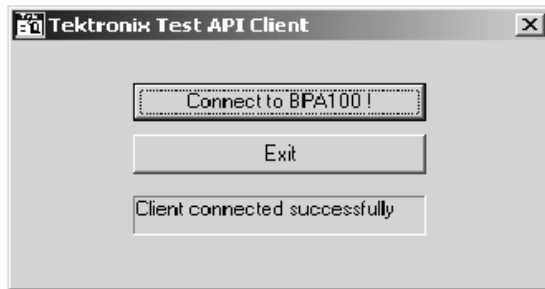 Tektronix Test API Client
Connect to BPA100 !
Exit
Client connected successfully